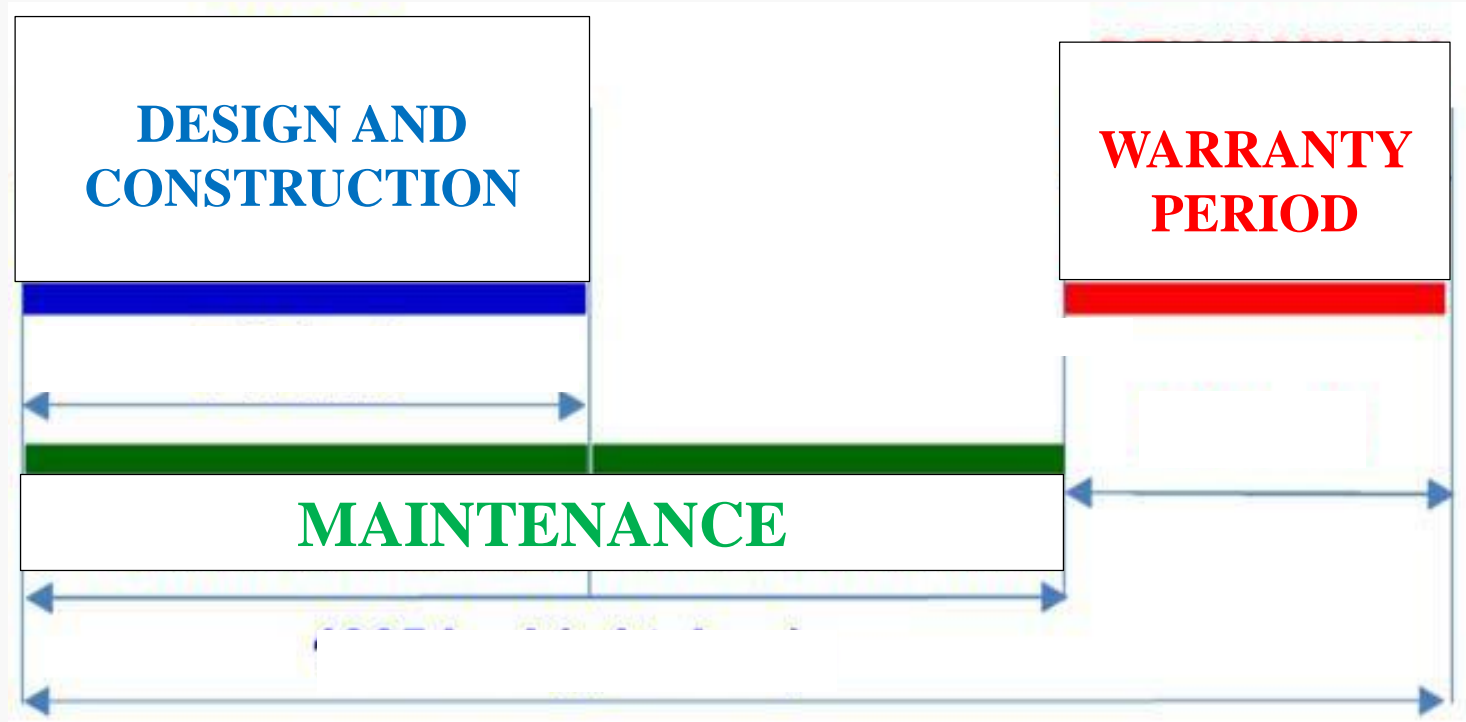 DESIGN AND
CONSTRUCTION
WARRANTY
PERIOD
MAINTENANCE